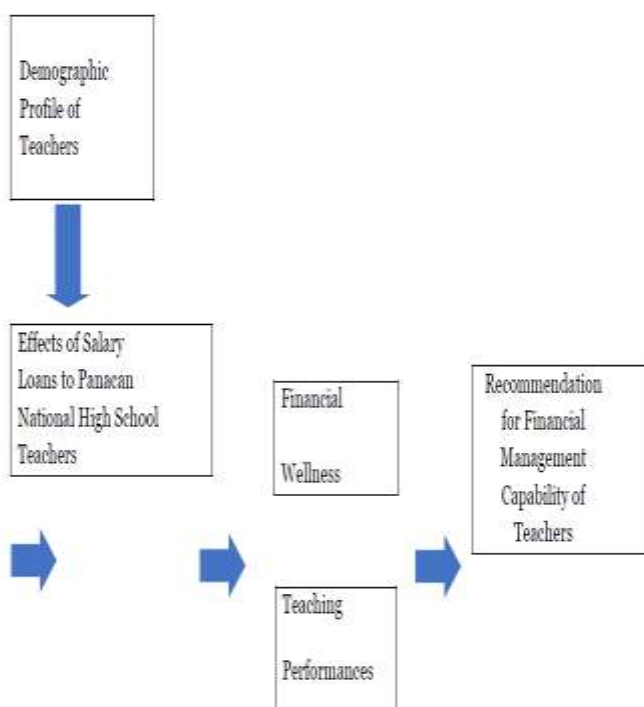 Demographic
Profile of
Teachers
Effects of Salary
Loans to Panacan
National High School
Teachers
Financial
Wellness
Teaching
Performances
Recommendation
for Financial
Management
Capability of
Teachers